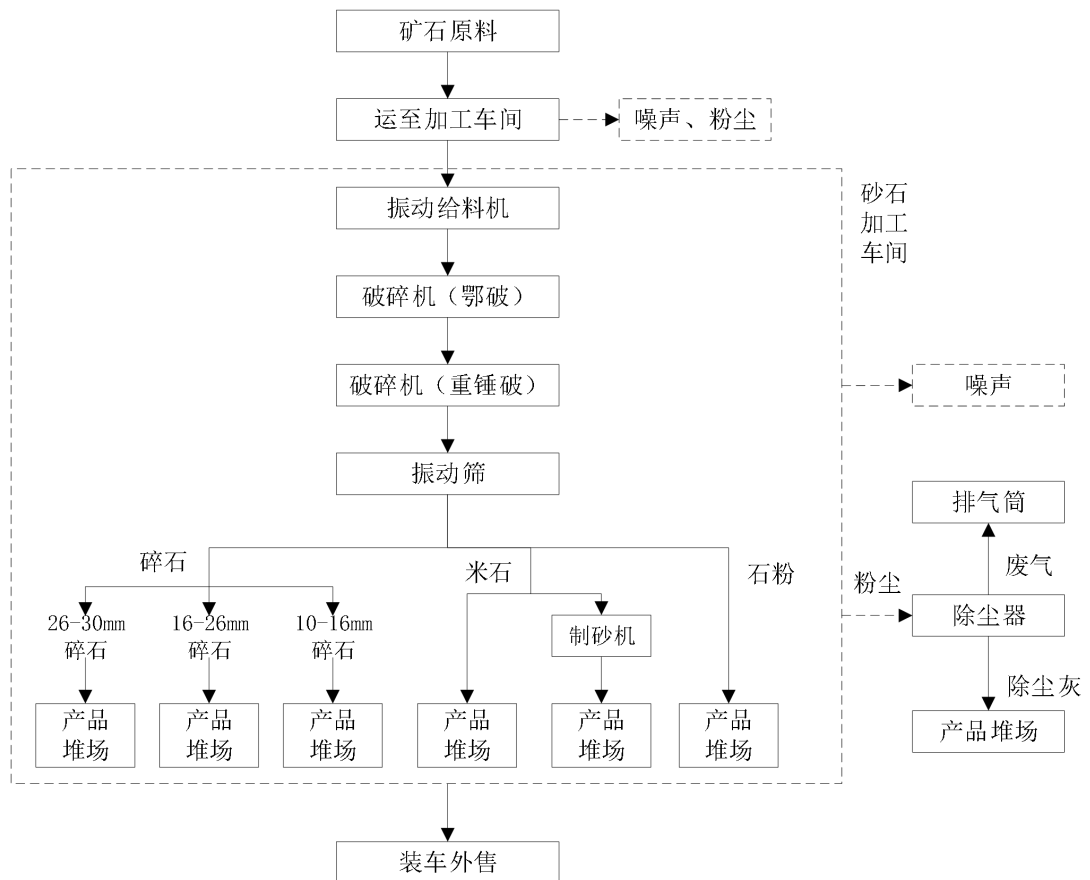 矿石原料
运至加工车间
噪声、粉尘
砂石
加工
车间
振动给料机
破碎机（鄂破）
破碎机（重锤破）
噪声
振动筛
排气筒
碎石
米石
石粉
废气
粉尘
除尘器
26-30mm
碎石
16-26mm
碎石
10-16mm
碎石
制砂机
除尘灰
产品
堆场
产品
堆场
产品
堆场
产品
堆场
产品
堆场
产品
堆场
产品堆场
装车外售